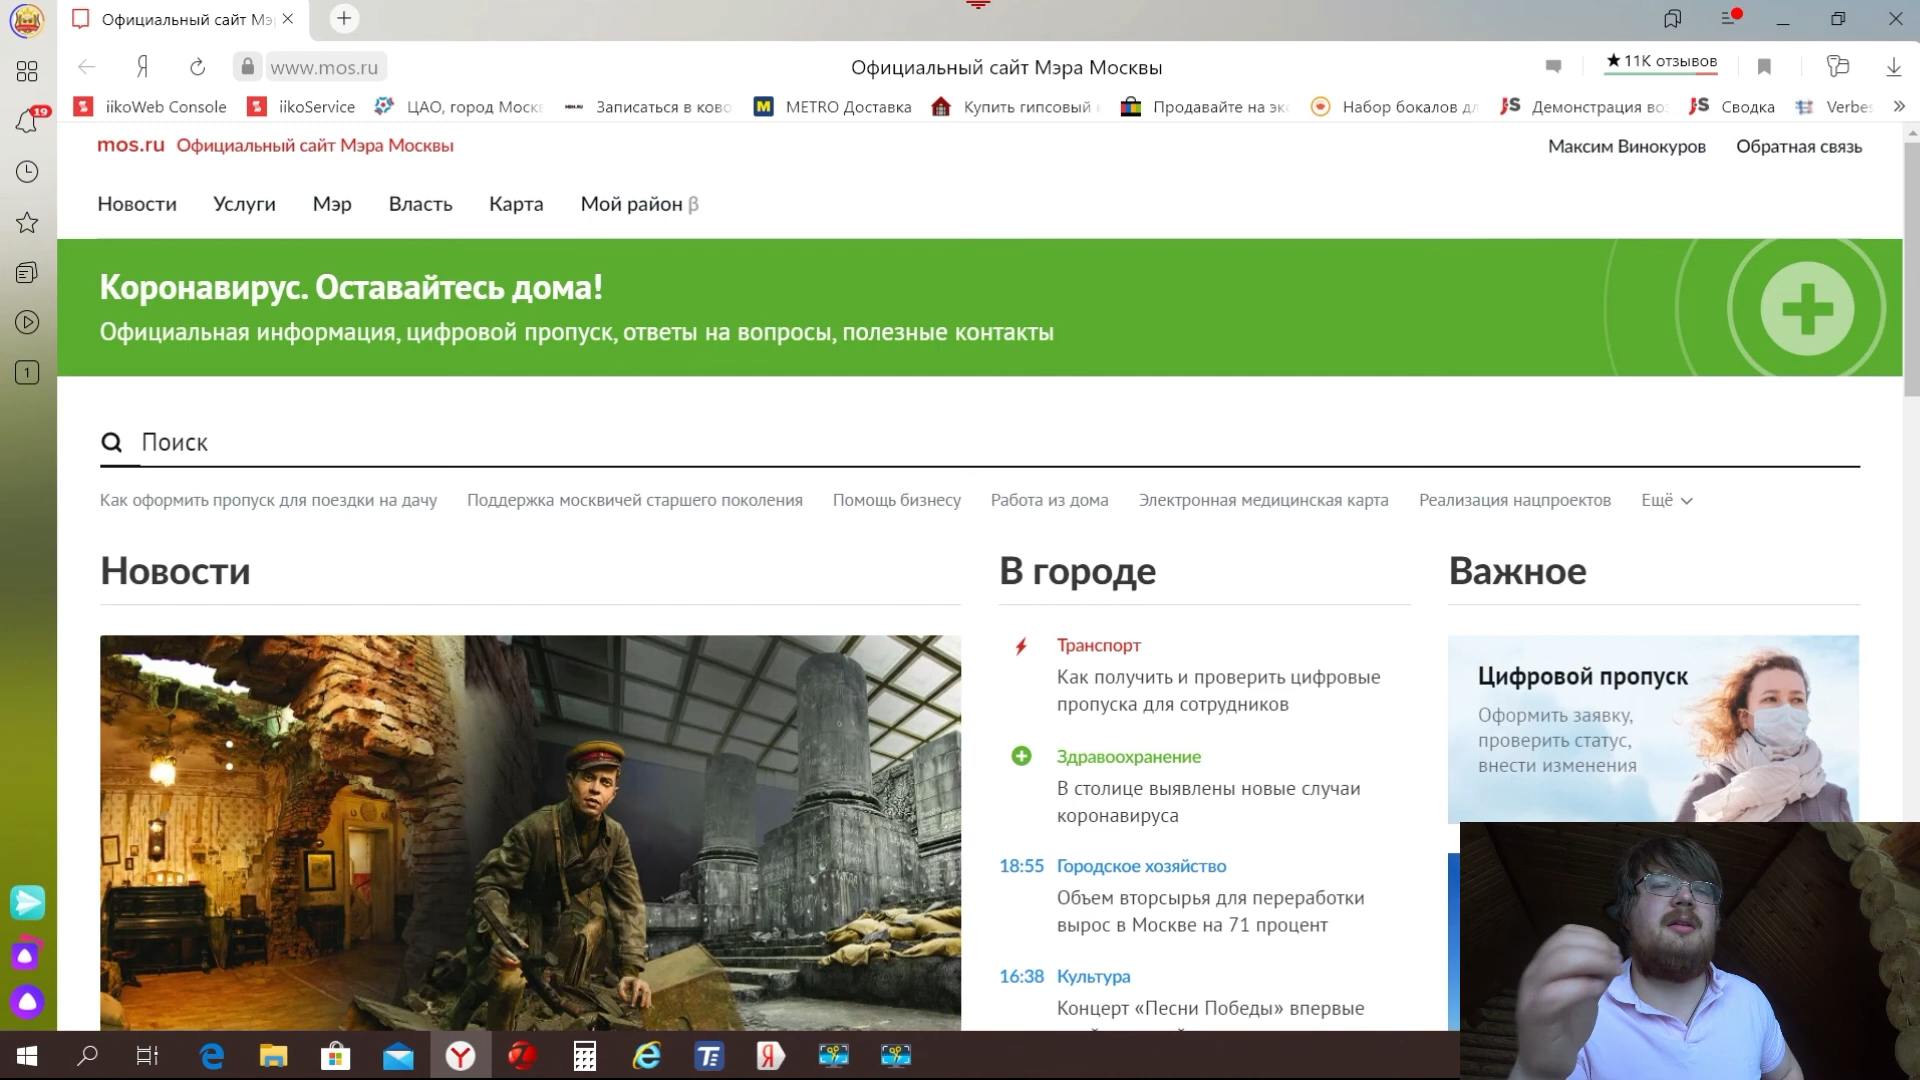 Официальный сайт Мэ
www.mos.ru
Официальный сайт Мэра Москвы
★ 11К отзывов
19
iikoWeb Console
iikoService
ЦАО, город Моск
Записаться в ково
METRO Доставка
Купить гипсовый
Продавайте на эк
Набор бокалов дл
Демонстрация во
Сводка
Verbe
mos.ru Официальный сайт Мэра Москвы
Максим Винокуров
Обратная связь
Новости
Услуги
Мэр
Власть
Карта
Мой район β
1
Коронавирус. Оставайтесь дома!
Официальная информация, цифровой пропуск, ответы на вопросы, полезные контакты
Поиск
Как оформить пропуск для поездки на дачу
Поддержка москвичей старшего поколения
Помощь бизнесу
Работа из дома
Электронная медицинская карта
Реализация нацпроектов
Ещё
Новости
В городе
Транспорт
Как получить и проверить цифровые
пропуска для сотрудников
Здравоохранение
В столице выявлены новые случаи
коронавируса
18:55 Городское хозяйство
Объем вторсырья для переработки
вырос в Москве на 71 процент
16:38 Культура
Концерт «Песни Победы» впервые
Важное
Цифровой пропуск
Оформить заявку,
проверить статус,
внести изменения